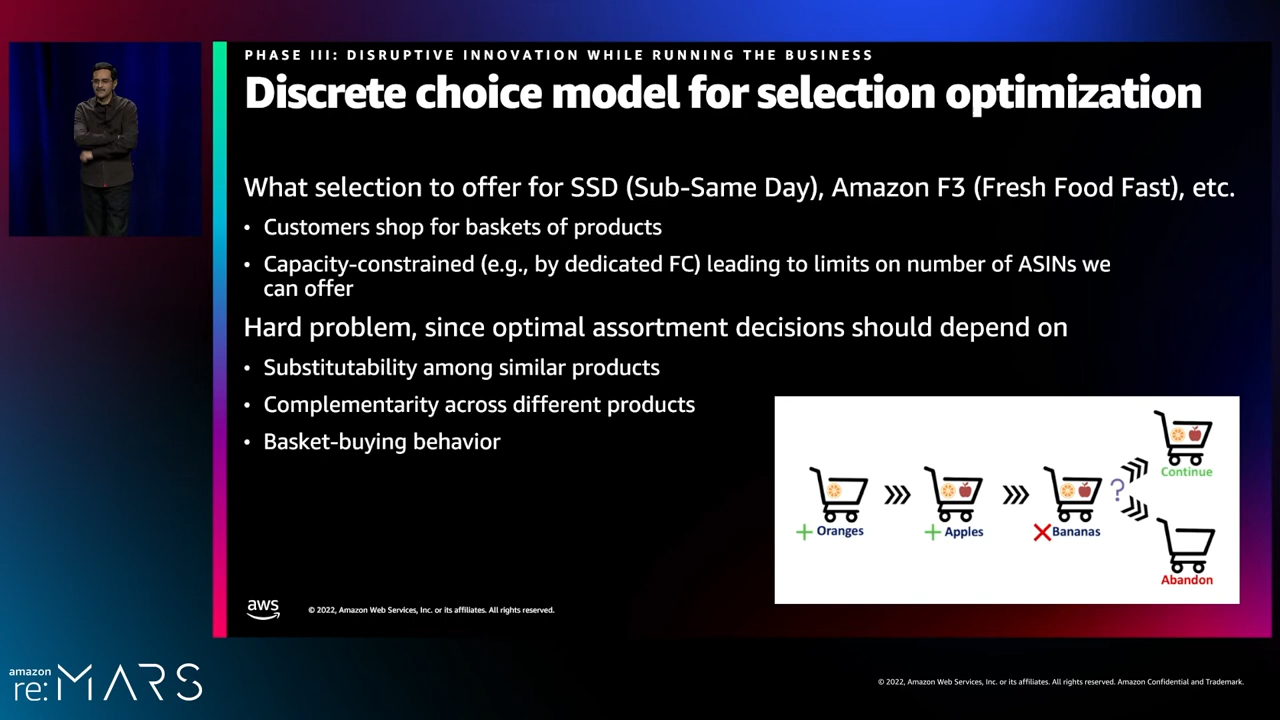 PHASE III: DISRUPTIVE INNOVATION WHILE RUNNING THE BUSINESS
Discrete choice model for selection optimization
What selection to offer for SSD (Sub-Same Day), Amazon F3 (Fresh Food Fast), etc.
• Customers shop for baskets of products
• Capacity-constrained (e.g., by dedicated FC) leading to limits on number of ASINs we
can offer
Hard problem, since optimal assortment decisions should depend on
• Substitutability among similar products
• Complementarity across different products
• Basket-buying behavior
+ Oranges
+ Apples
X Bananas
?
Continue
Abandon
aws
© 2022, Amazon Web Services, Inc. or its affiliates. All rights reserved.
amazon
re:MARS
© 2022, Amazon Web Services, Inc. or its affiliates. All rights reserved. Amazon Confidential and Trademark.